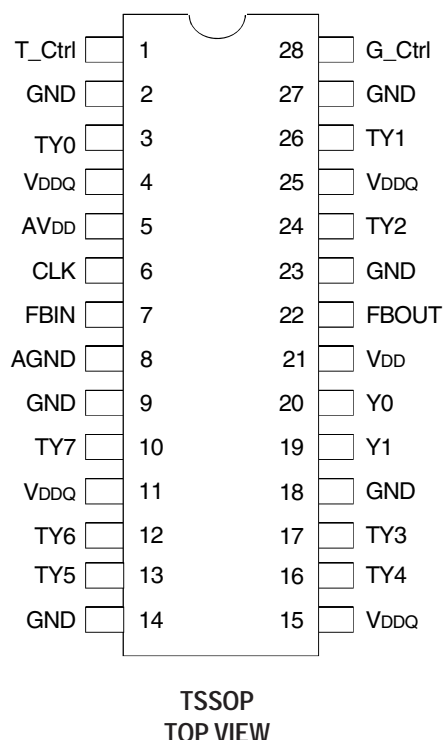 T_Ctrl 1 28 G_Ctrl
GND 2 27 GND
TY0 3 26 TY1
VDDQ 4 25 VDDQ
AVDD 5 24 TY2
CLK 6 23 GND
FBIN 7 22 FBOUT
AGND 8 21 VDD
GND 9 20 Y0
TY7 10 19 Y1
VDDQ 11 18 GND
TY6 12 17 TY3
TY5 13 16 TY4
GND 14 15 VDDQ
TSSOP
TOP VIEW